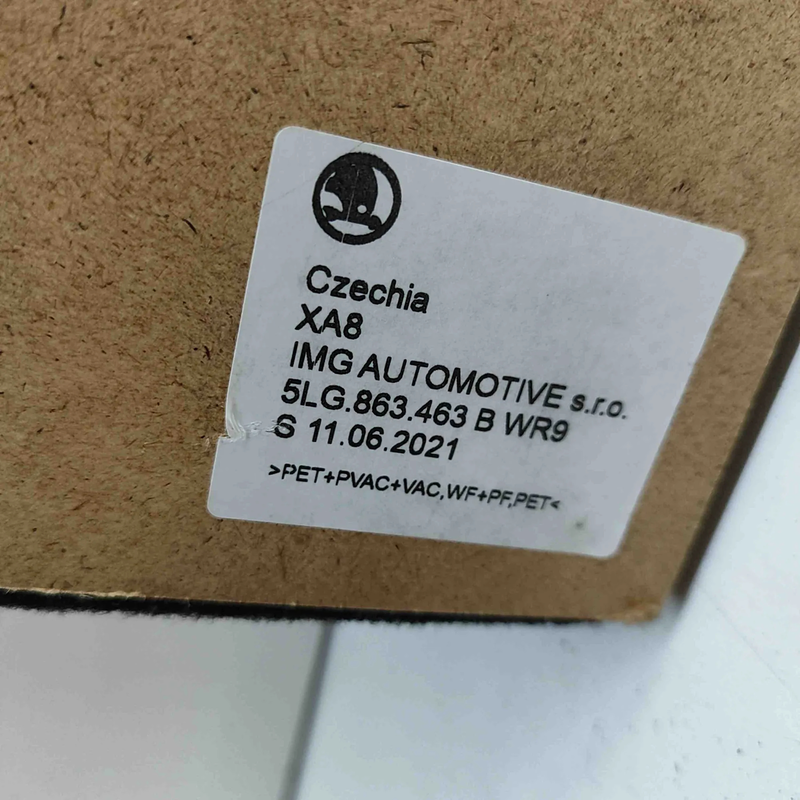 Czechia
XA8
IMG AUTOMOTIVE s.r.o.
5LG.863.463 B WR9
S 11.06.2021
>PET+PVAC+VAC,WF+PF,PET<